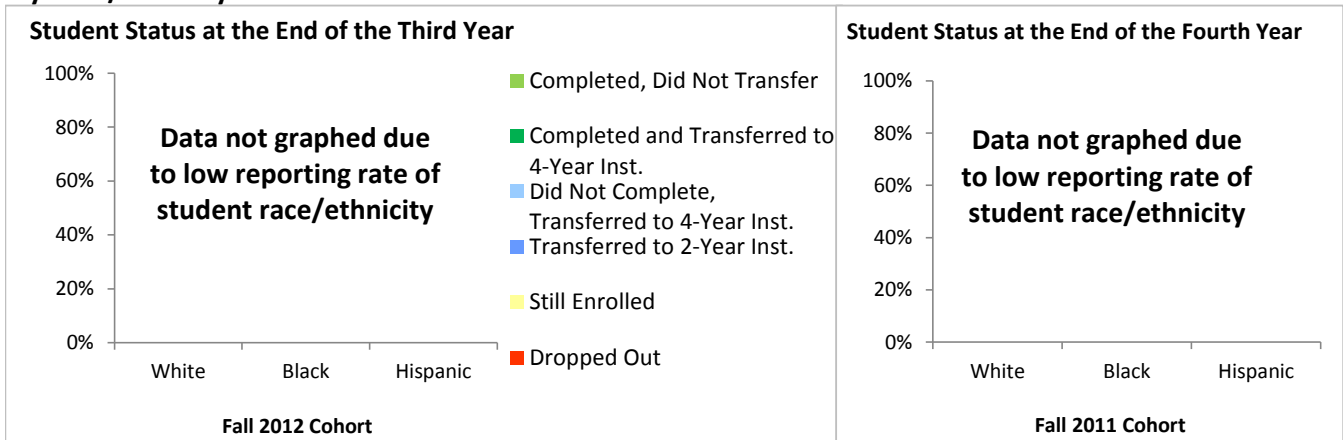 Student Status at the End of the Third Year
100%
80%
60%
40%
20%
0%
Data not graphed due
to low reporting rate of
student race/ethnicity
White Black Hispanic
Fall 2012 Cohort
Completed, Did Not Transfer
Completed and Transferred to
4-Year Inst.
Did Not Complete,
Transferred to 4-Year Inst.
Transferred to 2-Year Inst.
Still Enrolled
Dropped Out
Student Status at the End of the Fourth Year
100%
80%
60%
40%
20%
0%
Data not graphed due
to low reporting rate of
student race/ethnicity
White Black Hispanic
Fall 2011 Cohort